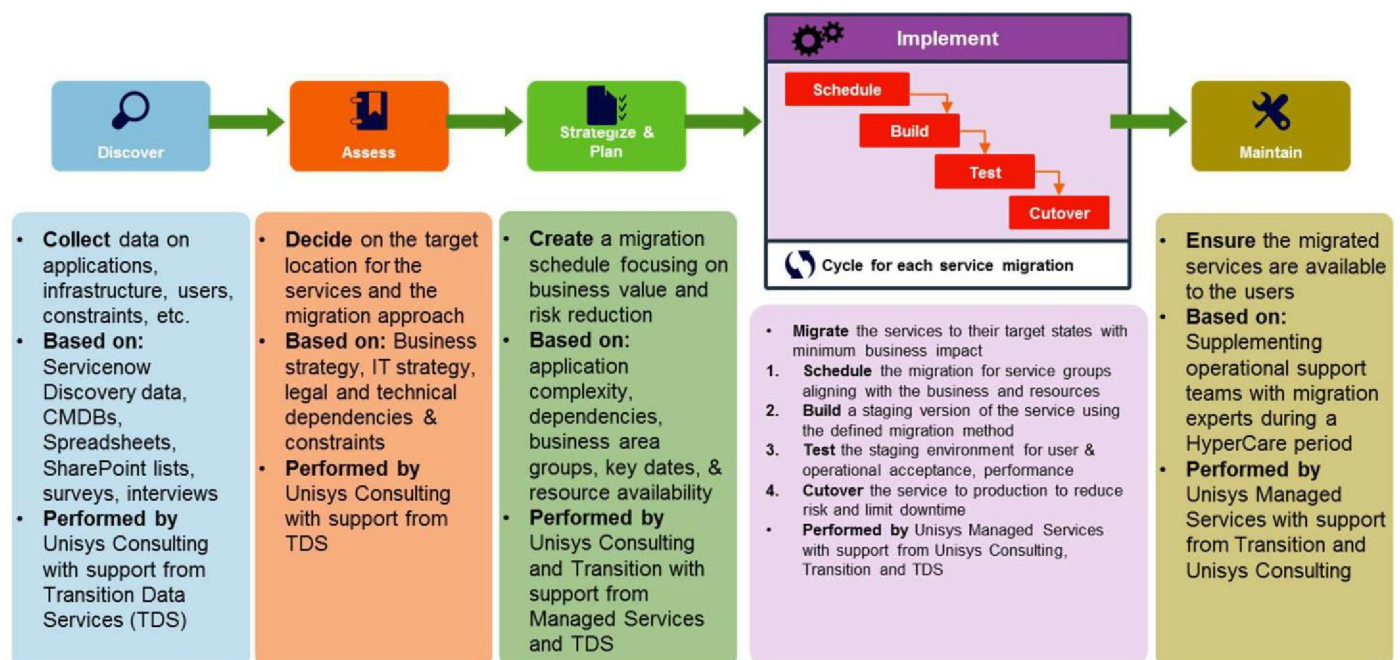 Discover
Assess
Strategize &
Plan
Implement
Schedule
Build
Test
Cutover
Cycle for each service migration
Maintain
• Collect data on
applications,
infrastructure, users,
constraints, etc.
• Based on:
Servicenow
Discovery data,
CMDBs,
Spreadsheets,
SharePoint lists,
surveys, interviews
• Performed by
Unisys Consulting
with support from
Transition Data
Services (TDS)
• Decide on the target
location for the
services and the
migration approach
• Based on: Business
strategy, IT strategy,
legal and technical
dependencies &
constraints
• Performed by
Unisys Consulting
with support from
TDS
• Create a migration
schedule focusing on
business value and
risk reduction
• Based on:
application
complexity,
dependencies,
business area
groups, key dates, &
resource availability
• Performed by
Unisys Consulting
and Transition with
support from
Managed Services
and TDS
• Migrate the services to their target states with
minimum business impact
1. Schedule the migration for service groups
aligning with the business and resources
2. Build a staging version of the service using
the defined migration method
3. Test the staging environment for user &
operational acceptance, performance
4. Cutover the service to production to reduce
risk and limit downtime
• Performed by Unisys Managed Services
with support from Unisys Consulting,
Transition and TDS
• Ensure the migrated
services are available
to the users
• Based on:
Supplementing
operational support
teams with migration
experts during a
HyperCare period
• Performed by
Unisys Managed
Services with support
from Transition and
Unisys Consulting